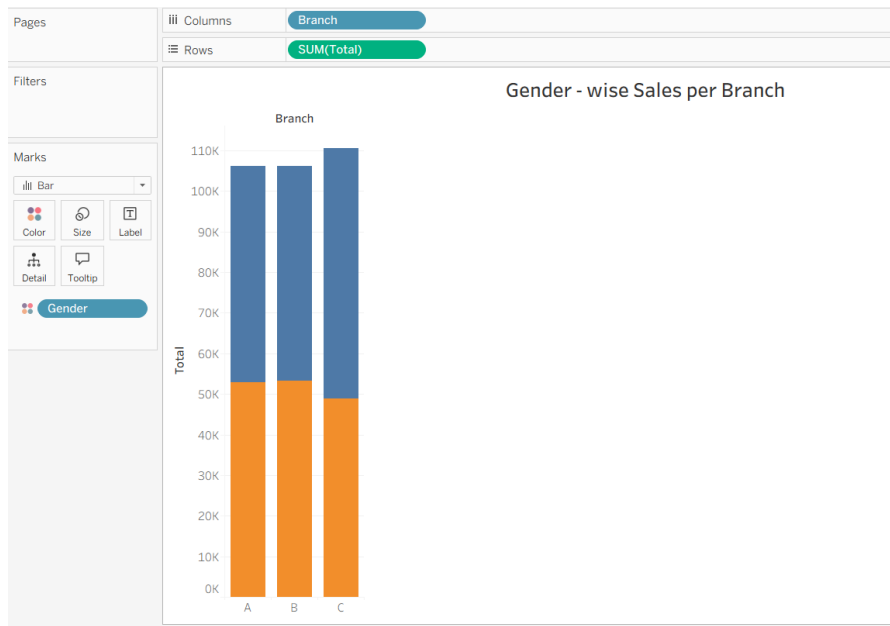 Pages
iii Columns Branch
Rows SUM(Total)
Filters
Gender - wise Sales per Branch
Branch
Marks
Bar
Color Size Label
Detail Tooltip
Gender
Total
110K
100K
90K
80K
70K
60K
50K
40K
30K
20K
10K
0K
A B C